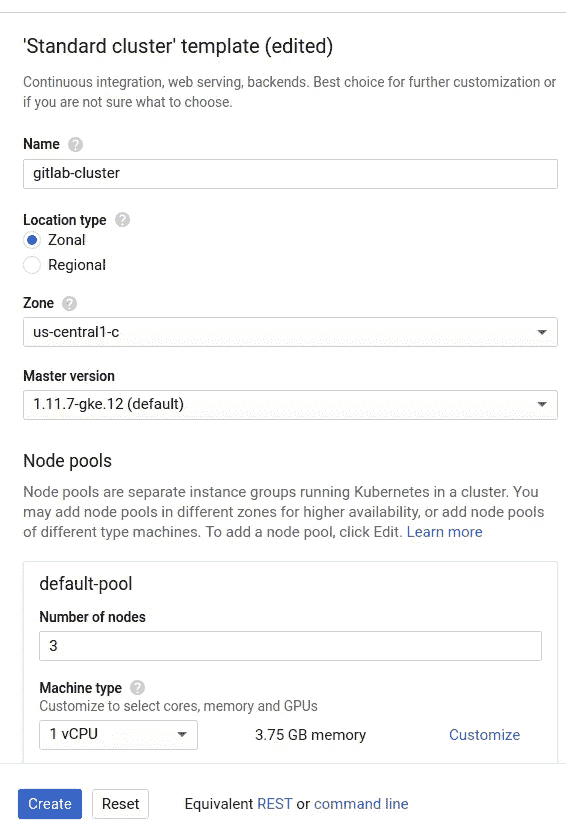 'Standard cluster' template (edited)
Continuous integration, web serving, backends. Best choice for further customization or
if you are not sure what to choose.
Name ?
gitlab-cluster
Location type ?
Zonal
Regional
Zone ?
us-central1-c
Master version
1.11.7-gke.12 (default)
Node pools
Node pools are separate instance groups running Kubernetes in a cluster. You
may add node pools in different zones for higher availability, or add node pools
of different type machines. To add a node pool, click Edit. Learn more
default-pool
Number of nodes
3
Machine type ?
Customize to select cores, memory and GPUs
1 vCPU 3.75 GB memory Customize
Create Reset Equivalent REST or command line